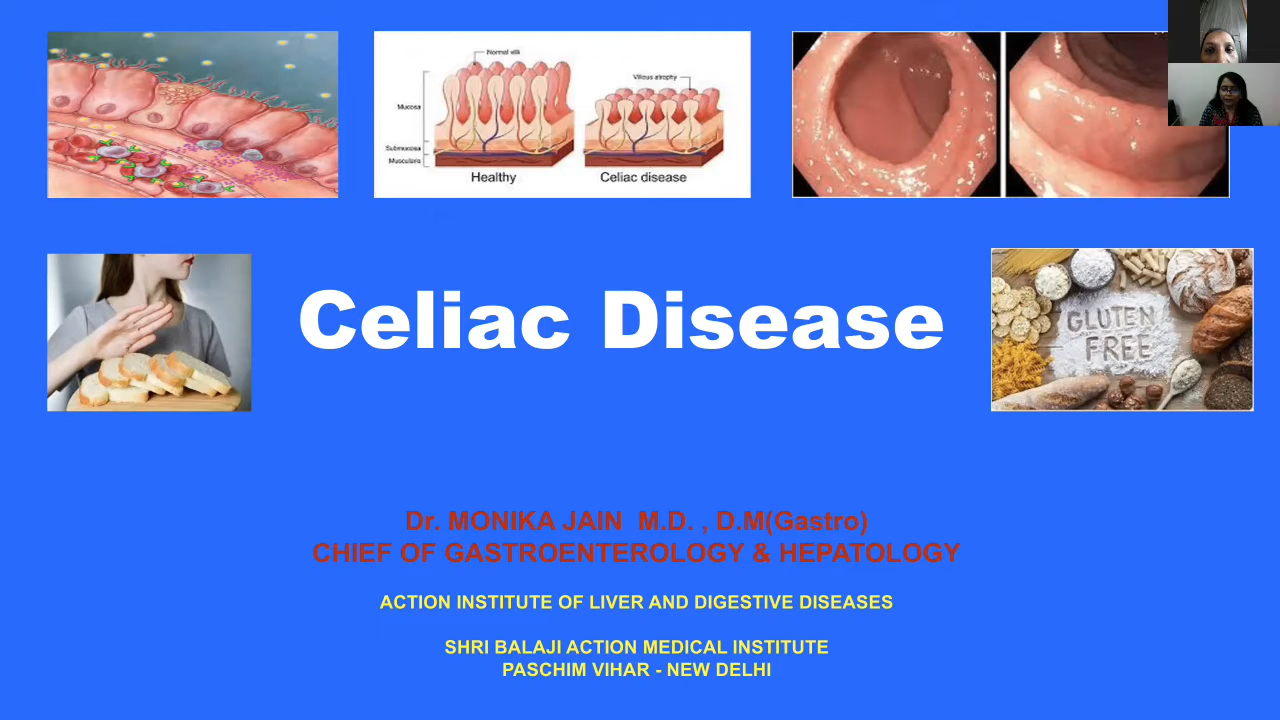 Normal villi
Villous atrophy
Mucosa
Submucosa
Muscularis
Healthy
Celiac disease
GLUTEN
FREE
Celiac Disease
Dr. MONIKA JAIN M.D. , D.M(Gastro)
CHIEF OF GASTROENTEROLOGY & HEPATOLOGY
ACTION INSTITUTE OF LIVER AND DIGESTIVE DISEASES
SHRI BALAJI ACTION MEDICAL INSTITUTE
PASCHIM VIHAR - NEW DELHI